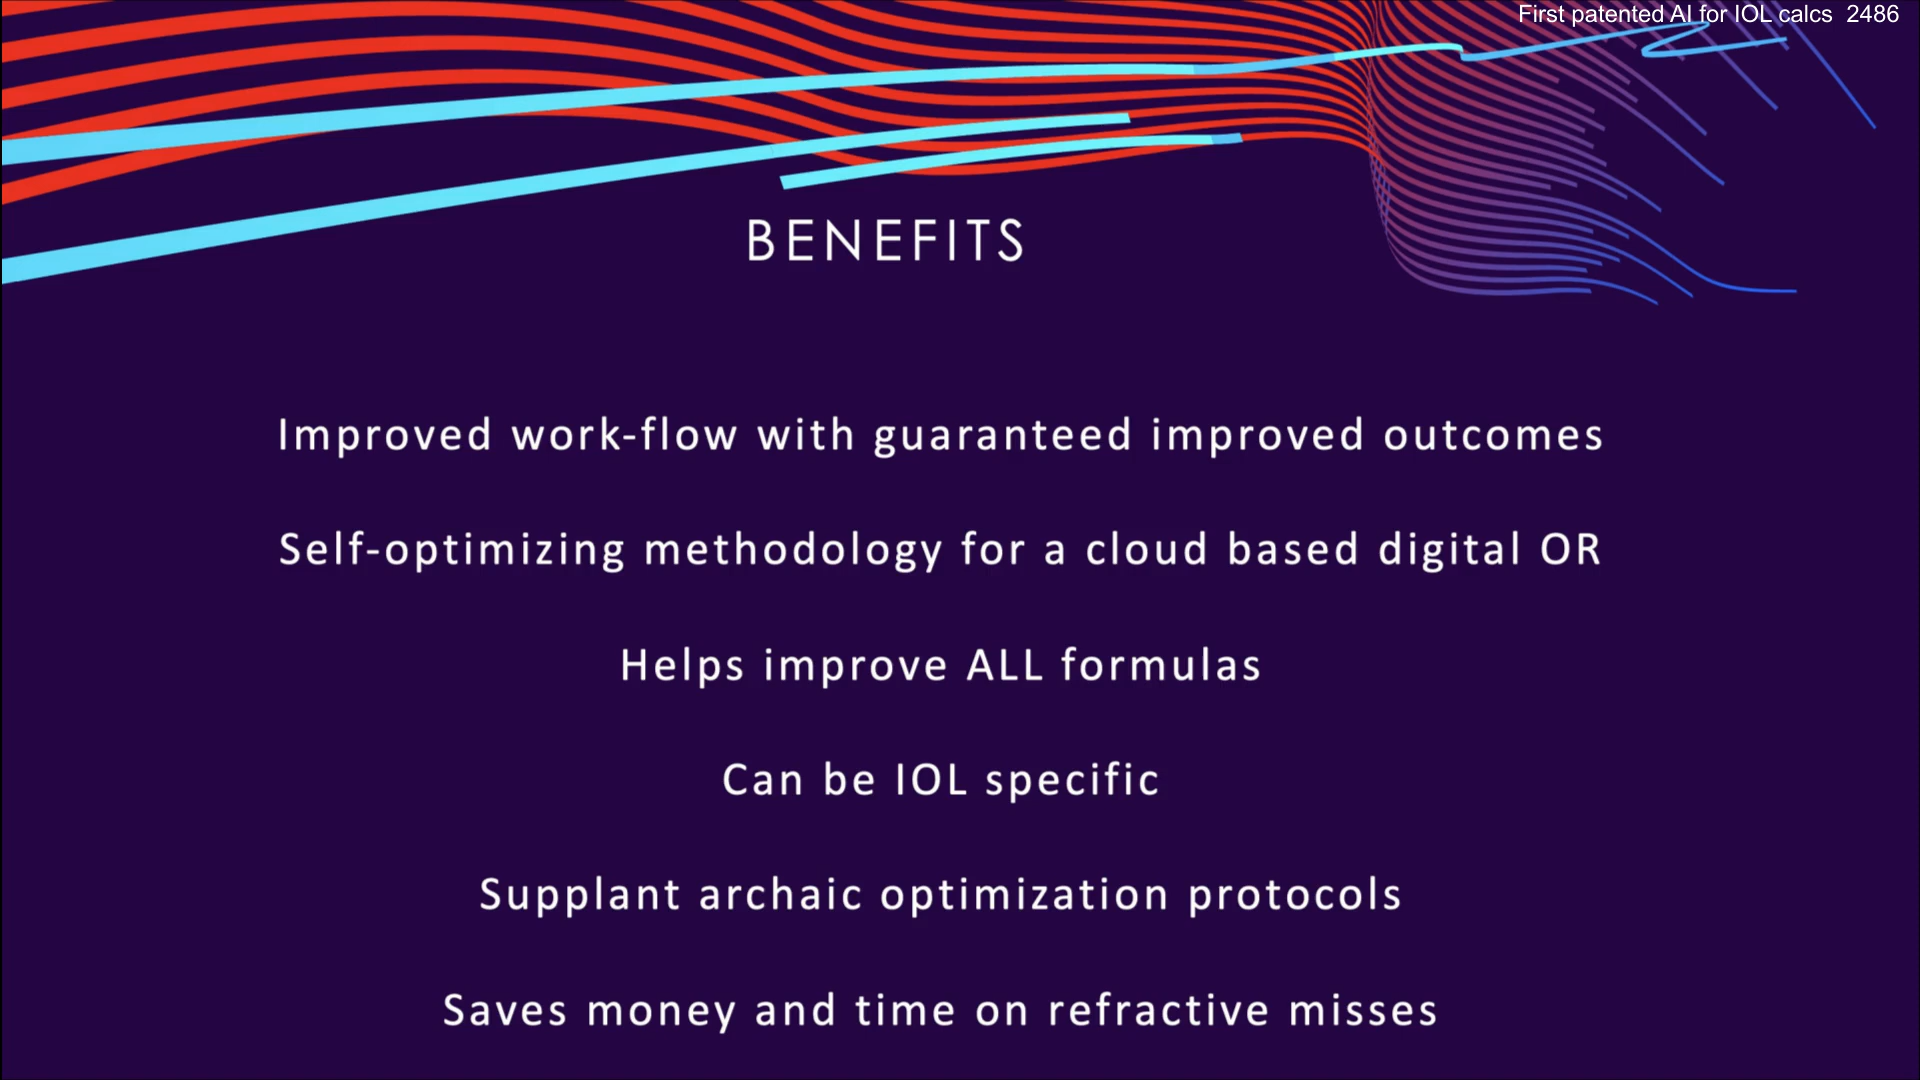 First patented AI for IOL calcs 2486
BENEFITS
Improved work-flow with guaranteed improved outcomes
Self-optimizing methodology for a cloud based digital OR
Helps improve ALL formulas
Can be IOL specific
Supplant archaic optimization protocols
Saves money and time on refractive misses